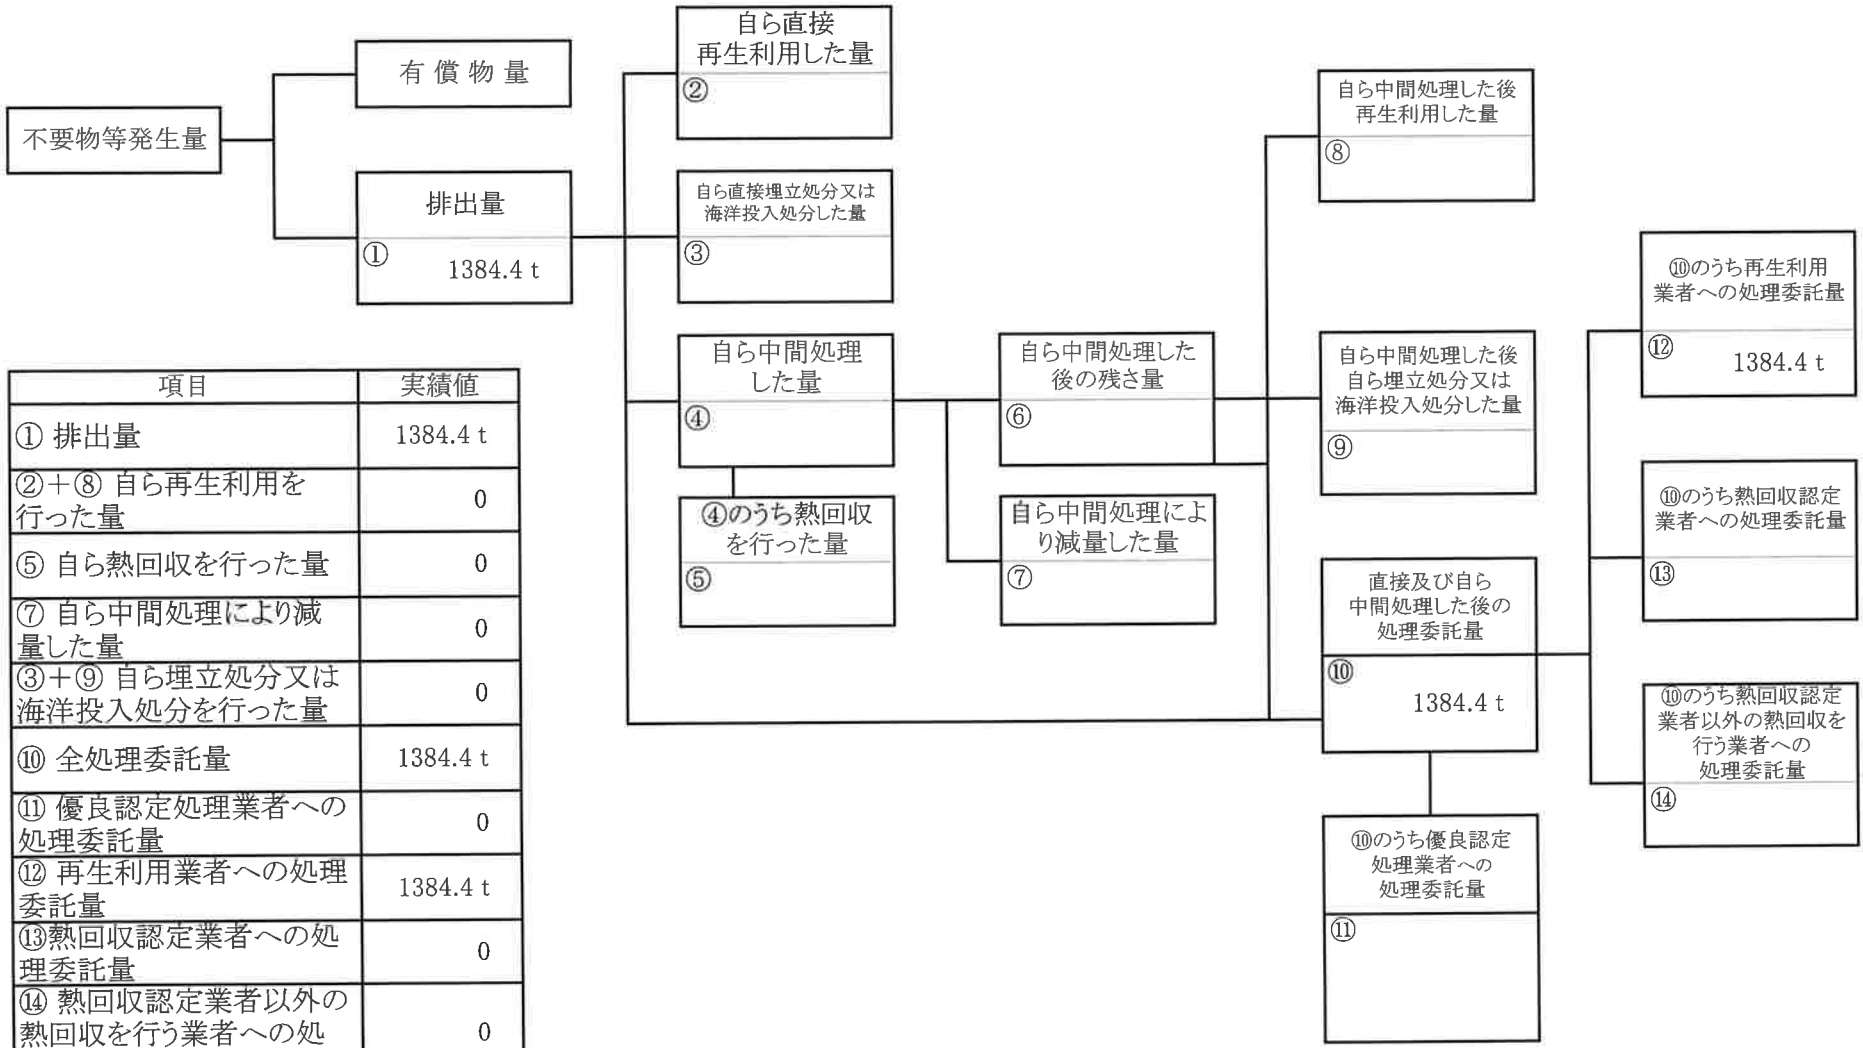 不要物等発生量
有償物量
排出量
①
1384.4 t
自ら直接
再生利用した量
②
自ら直接埋立処分又は
海洋投入処分した量
③
自ら中間処理
した量
④
④のうち熱回収
を行った量
⑤
自ら中間処理した
後の残さ量
⑥
自ら中間処理によ
り減量した量
⑦
自ら中間処理した後
再生利用した量
⑧
自ら中間処理した後
自ら埋立処分又は
海洋投入処分した量
⑨
直接及び自ら
中間処理した後の
処理委託量
⑩
1384.4 t
⑩のうち優良認定
処理業者への
処理委託量
⑪
⑩のうち再生利用
業者への処理委託量
⑫
1384.4 t
⑩のうち熱回収認定
業者への処理委託量
⑬
⑩のうち熱回収認定
業者以外の熱回収を
行う業者への
処理委託量
⑭
項目 実績値
① 排出量 1384.4 t
②+⑧ 自ら再生利用を
行った量 0
⑤ 自ら熱回収を行った量 0
⑦ 自ら中間処理により減
量した量 0
③+⑨ 自ら埋立処分又は
海洋投入処分を行った量 0
⑩ 全処理委託量 1384.4 t
⑪ 優良認定処理業者への
処理委託量 0
⑫ 再生利用業者への処理
委託量 1384.4 t
⑬熱回収認定業者への処
理委託量 0
⑭ 熱回収認定業者以外の
熱回収を行う業者への処 0